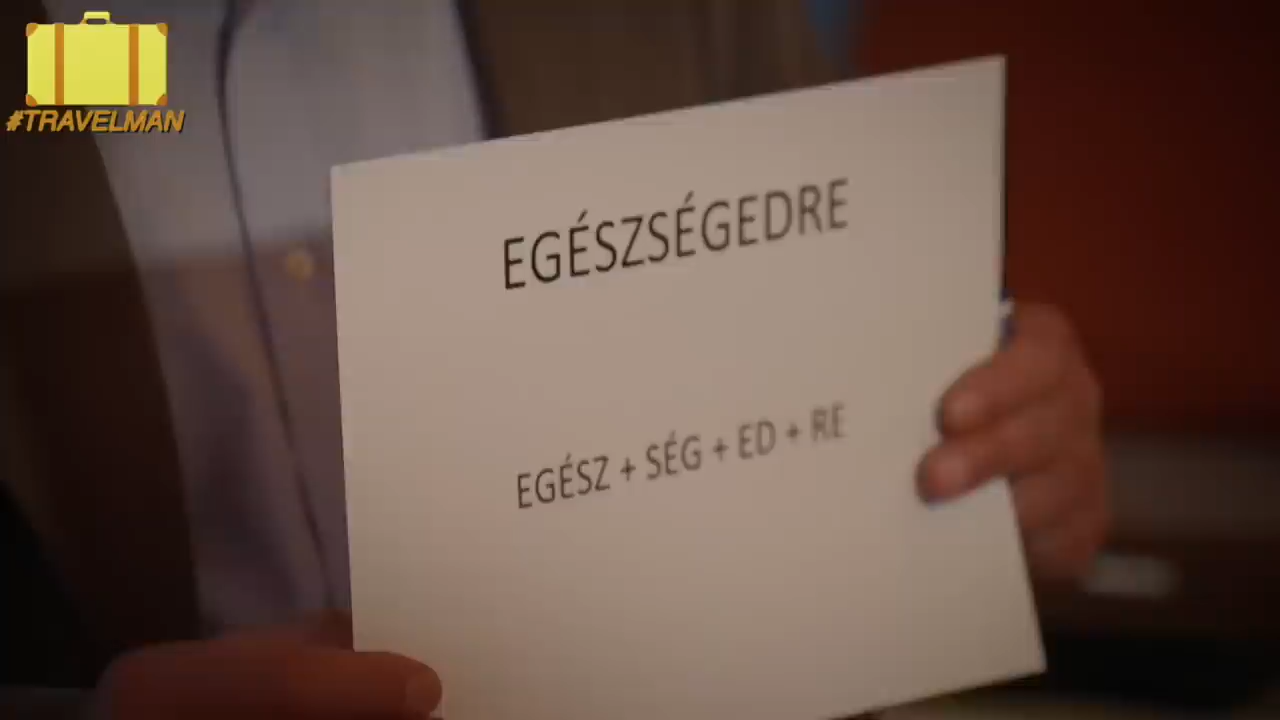 #TRAVELMAN
EGÉSZSÉGEDRE
EGÉSZ + SÉG + ED + RE